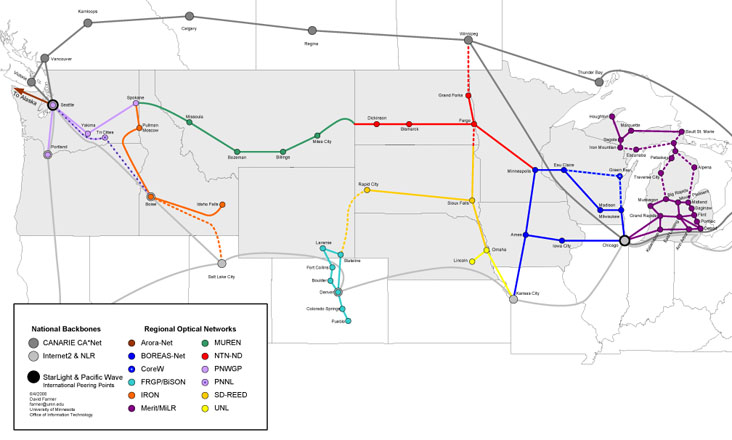 Kamloops
Calgary
Regina
Winnipeg
Vancouver
Victoria
Thunder Bay
To Alaska
Seattle
Spokane
Yakima
Tri Cities
Pullman
Moscow
Portland
Missoula
Bozeman
Billings
Miles City
Dickinson
Bismarck
Grand Forks
Fargo
Houghton
Marquette
Sault St. Marie
Iron Mountain
Escanaba
Petoskey
Alpena
Traverse City
Minneapolis
Eau Claire
Green Bay
Boise
Idaho Falls
Rapid City
Sioux Falls
Madison
Milwaukee
Muskegon
Big Rapids
Midland
Saginaw
Flint
Pontiac
Grand Rapids
Chicago
Ames
Iowa City
Omaha
Lincoln
Kansas City
Salt Lake City
Laramie
Fort Collins
Boulder
Denver
Colorado Springs
Pueblo
National Backbones
CANARIE CA*Net
Internet2 & NLR
StarLight & Pacific Wave
International Peering Points
David Farmer
farmer@umn.edu
University of Minnesota
Office of Information Technology
Regional Optical Networks
Arora-Net
BOREAS-Net
CoreW
FRGP/BiSON
IRON
Merit/MiLR
MUREN
NTN-ND
PNWGP
PNNL
SD-REED
UNL